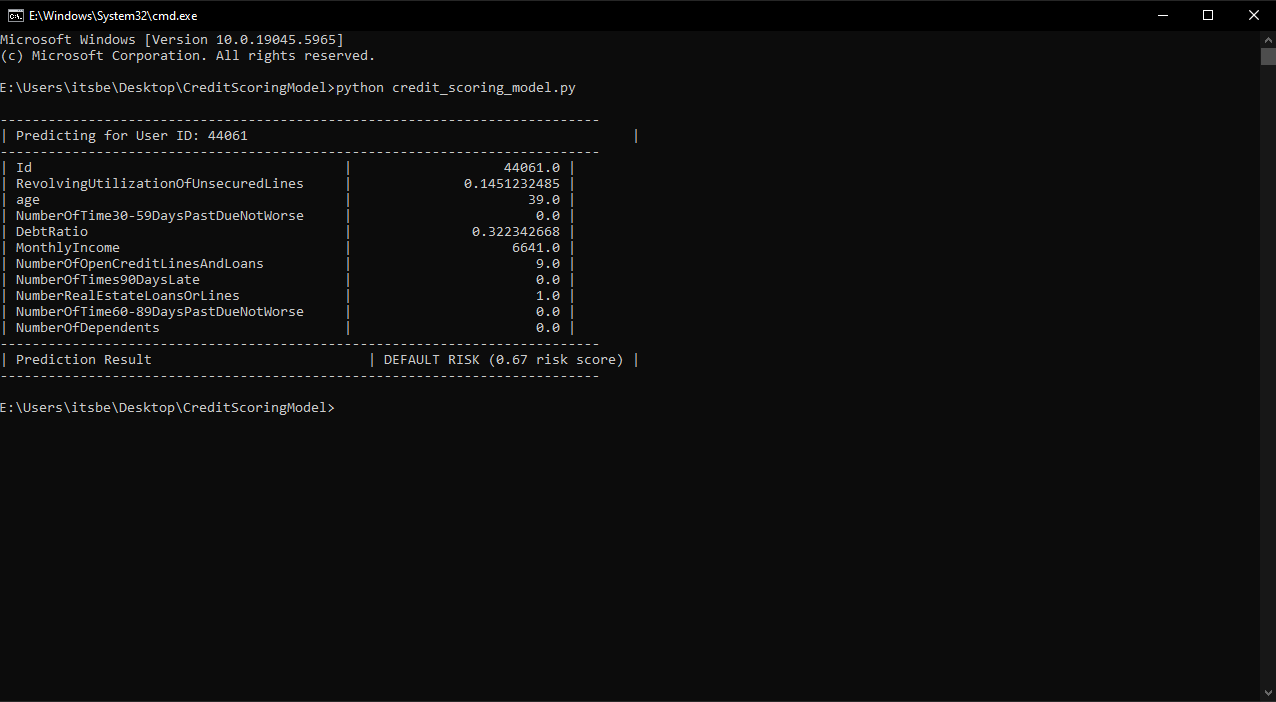 E:\Windows\System32\cmd.exe
Microsoft Windows [Version 10.0.19045.5965]
(c) Microsoft Corporation. All rights reserved.
E:\Users\itsbe\Desktop\CreditScoringModel>python credit_scoring_model.py
---------------------------------------------------------------------------
| Predicting for User ID: 44061                                                |
---------------------------------------------------------------------------
| Id                                       |                   44061.0 |
| RevolvingUtilizationOfUnsecuredLines     |              0.1451232485 |
| age                                      |                      39.0 |
| NumberOfTime30-59DaysPastDueNotWorse     |                       0.0 |
| DebtRatio                                |               0.322342668 |
| MonthlyIncome                            |                    6641.0 |
| NumberOfOpenCreditLinesAndLoans          |                       9.0 |
| NumberOfTimes90DaysLate                  |                       0.0 |
| NumberRealEstateLoansOrLines             |                       1.0 |
| NumberOfTime60-89DaysPastDueNotWorse     |                       0.0 |
| NumberOfDependents                       |                       0.0 |
---------------------------------------------------------------------------
| Prediction Result                           | DEFAULT RISK (0.67 risk score) |
---------------------------------------------------------------------------
E:\Users\itsbe\Desktop\CreditScoringModel>